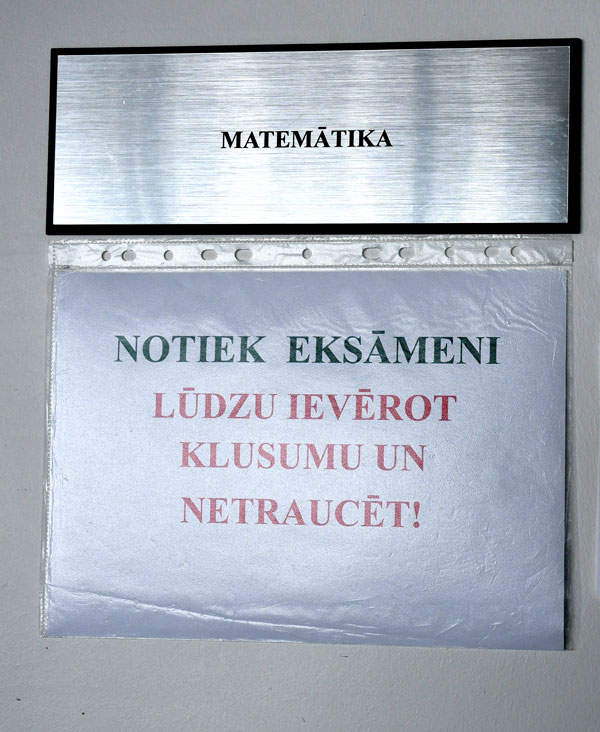 MATEMĀTIKA
NOTIEK EKSĀMENI
LŪDZU IEVĒROT
KLUSUMU UN
NETRAUCĒT!